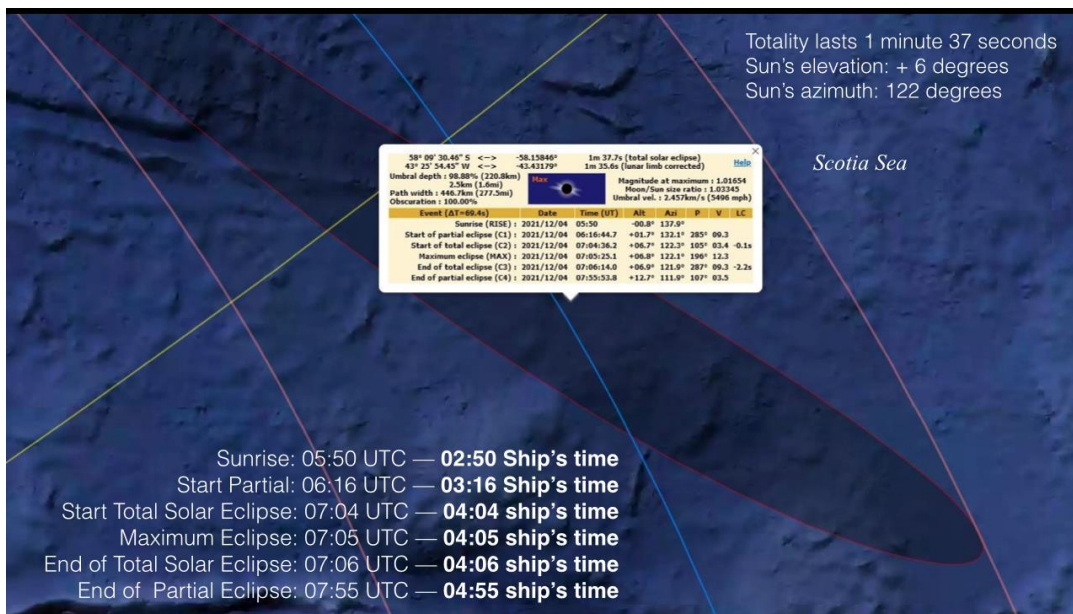 Totality lasts 1 minute 37 seconds
Sun's elevation: + 6 degrees
Sun's azimuth: 122 degrees
58° 09' 30.46" S <—> -58.15846° 1m 37.7s (total solar eclipse)
43° 25' 54.45" W <—> -43.43179° 1m 35.6s (lunar limb corrected)
Help
Umbral depth : 98.88% (220.8km)
2.5km (1.6mi)
Path width : 446.7km (277.5mi)
Obscuration : 100.00%
Max
Magnitude at maximum : 1.01654
Moon/Sun size ratio : 1.03345
Umbral vel. : 2.457km/s (5496 mph)
Event (ΔT=69.4s) Date Time (UT) Alt Azi P V LC
Sunrise (RISE) : 2021/12/04 05:50 -00.8° 137.9°
Start of partial eclipse (C1) : 2021/12/04 06:16:44.7 +01.7° 132.1° 285° 09.3
Start of total eclipse (C2) : 2021/12/04 07:04:36.2 +06.7° 122.3° 105° 03.4 -0.1s
Maximum eclipse (MAX) : 2021/12/04 07:05:25.1 +06.8° 122.1° 196° 12.3
End of total eclipse (C3) : 2021/12/04 07:06:14.0 +06.9° 121.9° 287° 09.3 -2.2s
End of partial eclipse (C4) : 2021/12/04 07:55:53.8 +12.7° 111.9° 107° 03.5
Scotia Sea
Sunrise: 05:50 UTC — 02:50 Ship's time
Start Partial: 06:16 UTC — 03:16 Ship's time
Start Total Solar Eclipse: 07:04 UTC — 04:04 ship's time
Maximum Eclipse: 07:05 UTC — 04:05 ship's time
End of Total Solar Eclipse: 07:06 UTC — 04:06 ship's time
End of Partial Eclipse: 07:55 UTC — 04:55 ship's time